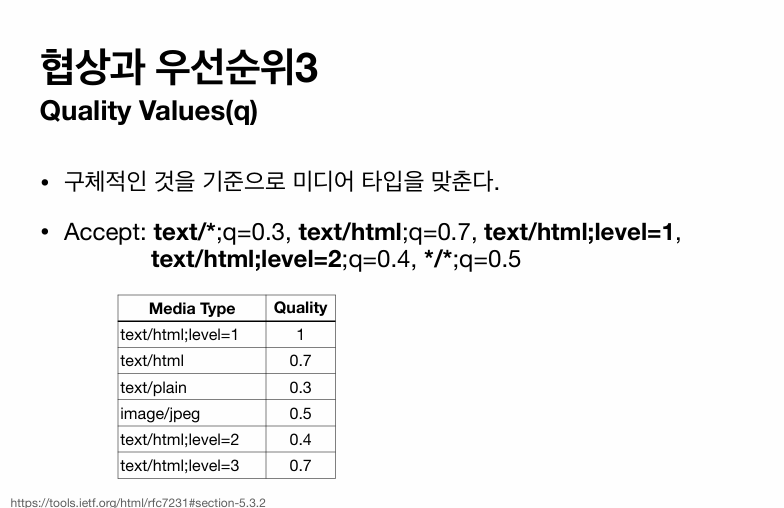 협상과 우선순위3
Quality Values(q)
• 구체적인 것을 기준으로 미디어 타입을 맞춘다.
• Accept: text/*;q=0.3, text/html;q=0.7, text/html;level=1,
text/html;level=2;q=0.4, */*;q=0.5
Media Type Quality
text/html;level=1 1
text/html 0.7
text/plain 0.3
image/jpeg 0.5
text/html;level=2 0.4
text/html;level=3 0.7
https://tools.ietf.org/html/rfc7231#section-5.3.2